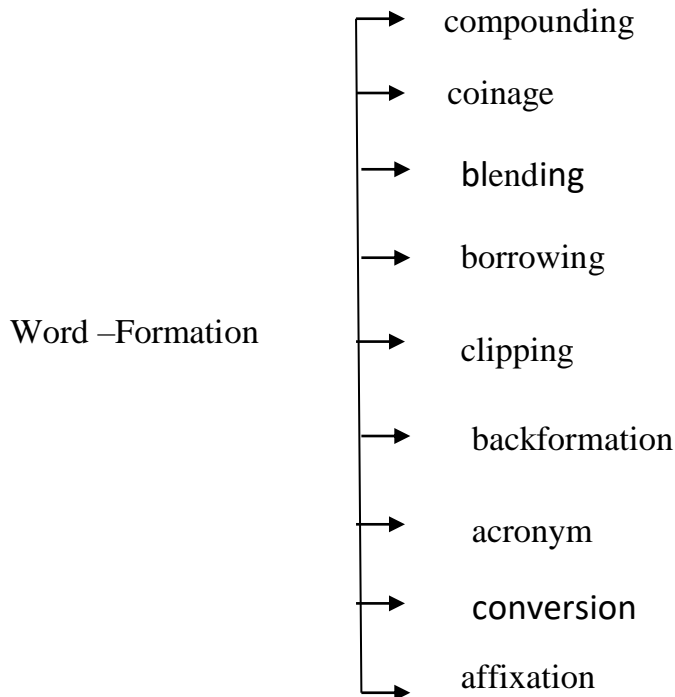 compounding
coinage
blending
borrowing
Word –Formation
clipping
backformation
acronym
conversion
affixation